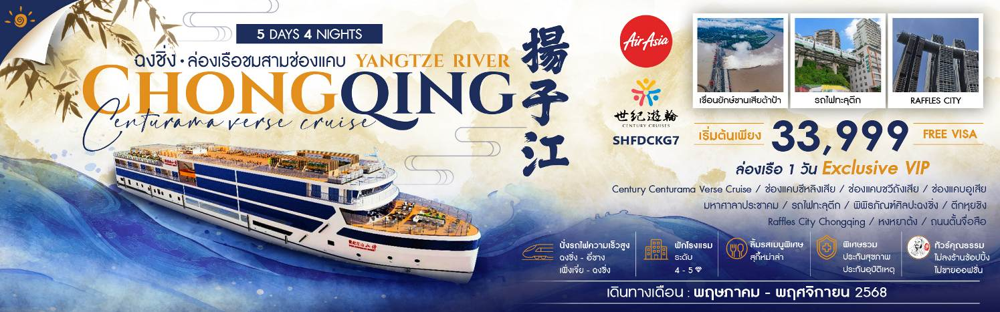 5 DAYS 4 NIGHTS
ฉงชิ่ง • ล่องเรือชมสามช่องแคบ YANGTZE RIVER
CHONGQING
Centurama verse cruise
揚子江
AirAsia
世纪遊輪
CENTURY CRUISES
SHFDCKG7
เขื่อนยักษ์ซานเสียต้าป้า
รถไฟทะลุตึก
RAFFLES CITY
เริ่มต้นเพียง 33,999 FREE VISA
ล่องเรือ 1 วัน Exclusive VIP
Century Centurama Verse Cruise / ช่องแคบซีหลิงเสีย / ช่องแคบชวีถังเสีย / ช่องแคบอูเสีย
มหาศาลาประชาคม / รถไฟทะลุตึก / พิพิธภัณฑ์ศิลปะฉงชิ่ง / ตึกหุยชิง
Raffles City Chongqing / หงหยาต้ง / ถนนตั้นจื่อสือ
นั่งรถไฟความเร็วสูง
ฉงชิ่ง - อี๋ชาง
เฟิ่งเจี๋ย - ฉงชิ่ง
พักโรงแรม
ระดับ
4 - 5
ลิ้มรสเมนูพิเศษ
สุกี้หม่าล่า
พิเศษรวม
ประกันสุขภาพ
ประกันอุบัติเหตุ
ทัวร์คุณธรรม
ไม่ลงร้านช้อปปิ้ง
ไม่ขายออฟชั่น
เดินทางเดือน : พฤษภาคม - พฤศจิกายน 2568